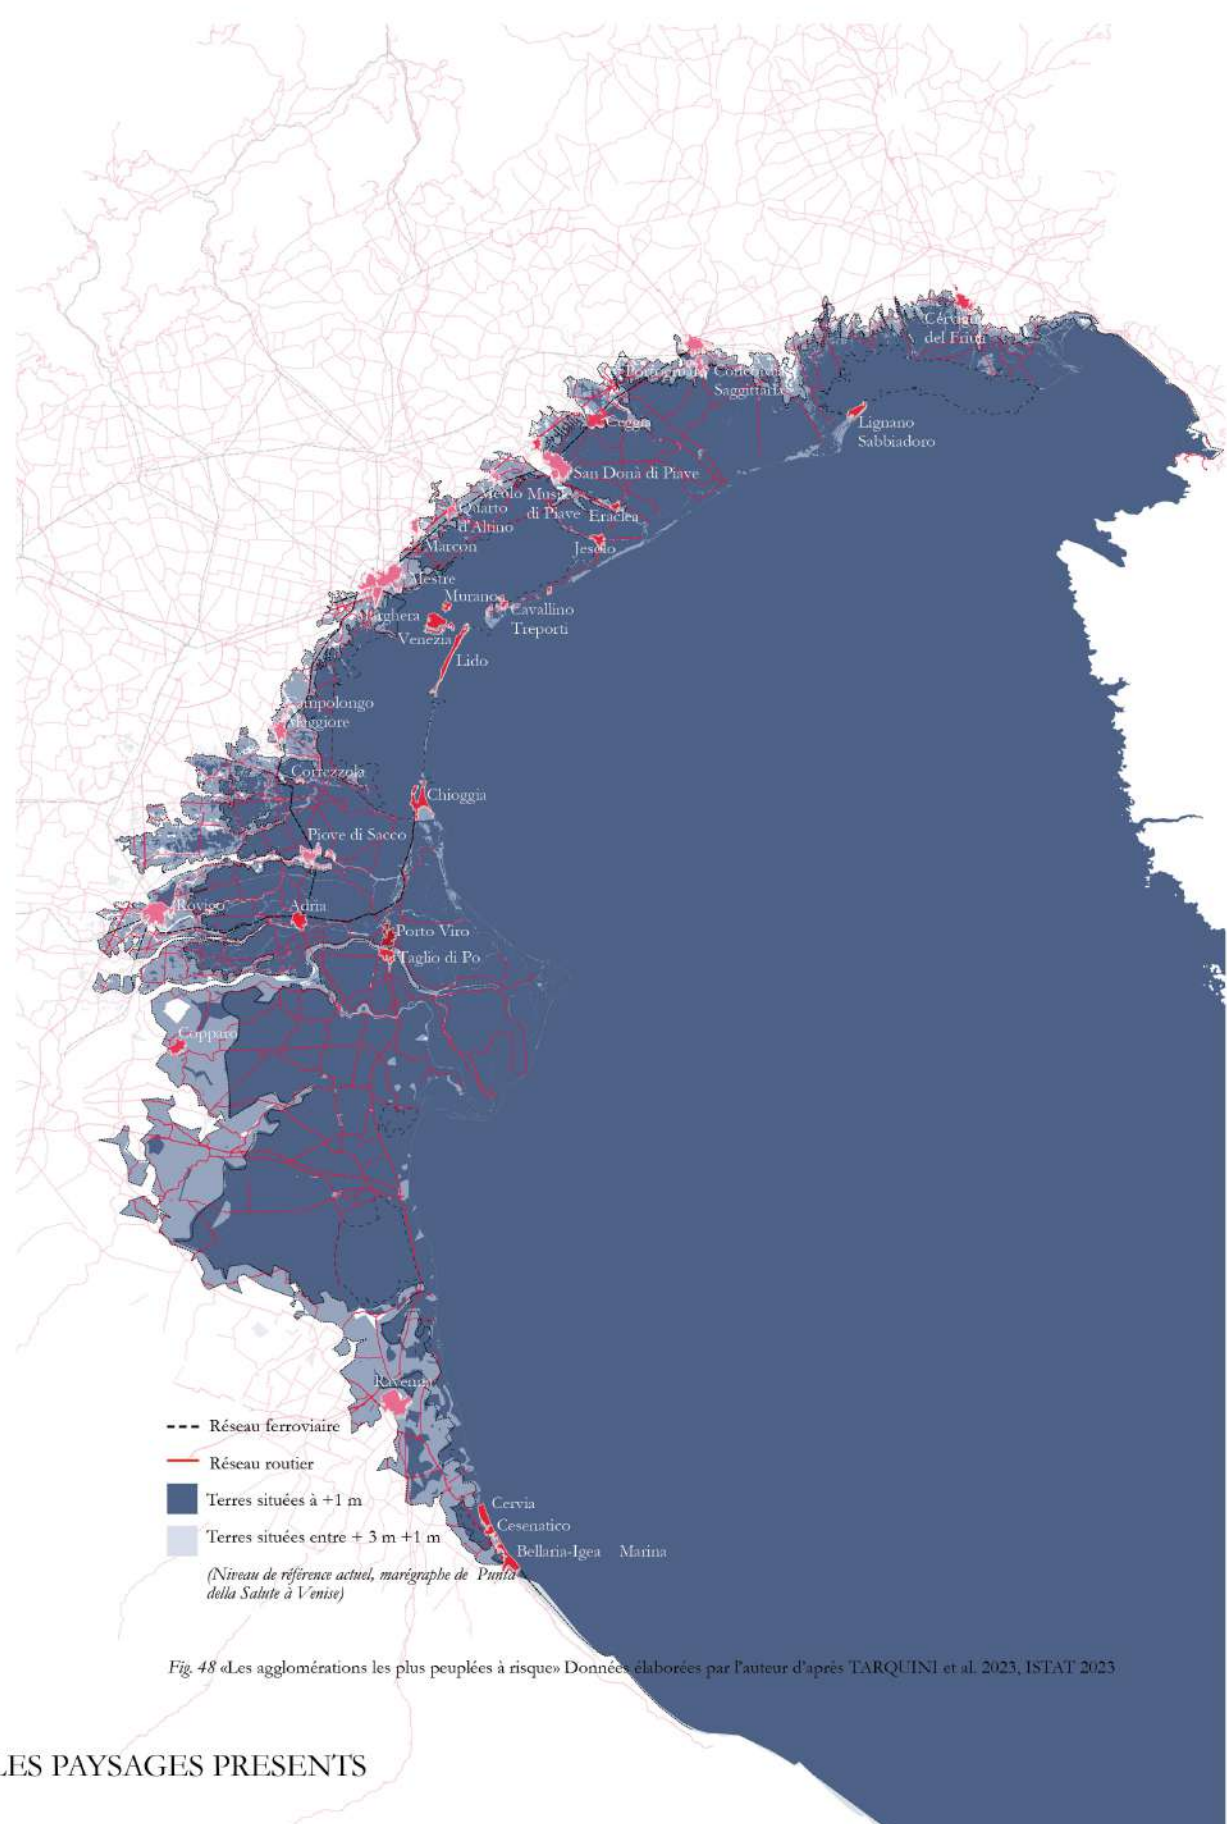 Cervignano
del Friuli
Portogruaro
Concordia
Saggittaria
Lignano
Sabbiadoro
Ceggia
San Donà di Piave
Meolo
Musile
di Piave
Eraclea
Quarto
d'Altino
Marcon
Jesolo
Mestre
Murano
Marghera
Cavallino
Treporti
Venezia
Lido
Campolongo
Maggiore
Correzzola
Chioggia
Piove di Sacco
Rovigo
Adria
Porto Viro
Taglio di Po
Copparo
Ravenna
Réseau ferroviaire
Réseau routier
Terres situées à +1 m
Terres situées entre + 3 m +1 m
(Niveau de référence actuel, marégraphe de Punta
della Salute à Venise)
Cervia
Cesenatico
Bellaria-Igea Marina
Fig. 48 «Les agglomérations les plus peuplées à risque» Données élaborées par l'auteur d'après TARQUINI et al. 2023, ISTAT 2023
LES PAYSAGES PRESENTS